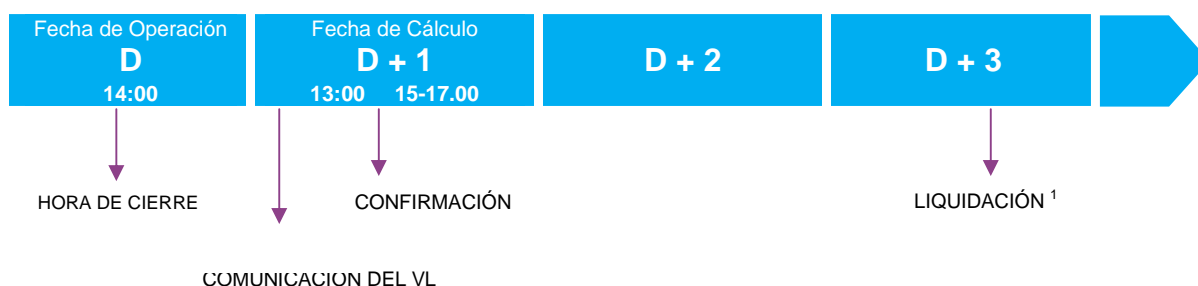 Fecha de Operación
D
14:00
Fecha de Cálculo
D + 1
13:00 15-17.00
D + 2
D + 3
HORA DE CIERRE
CONFIRMACIÓN
LIQUIDACIÓN ¹
COMUNICACIÓN DEL VL